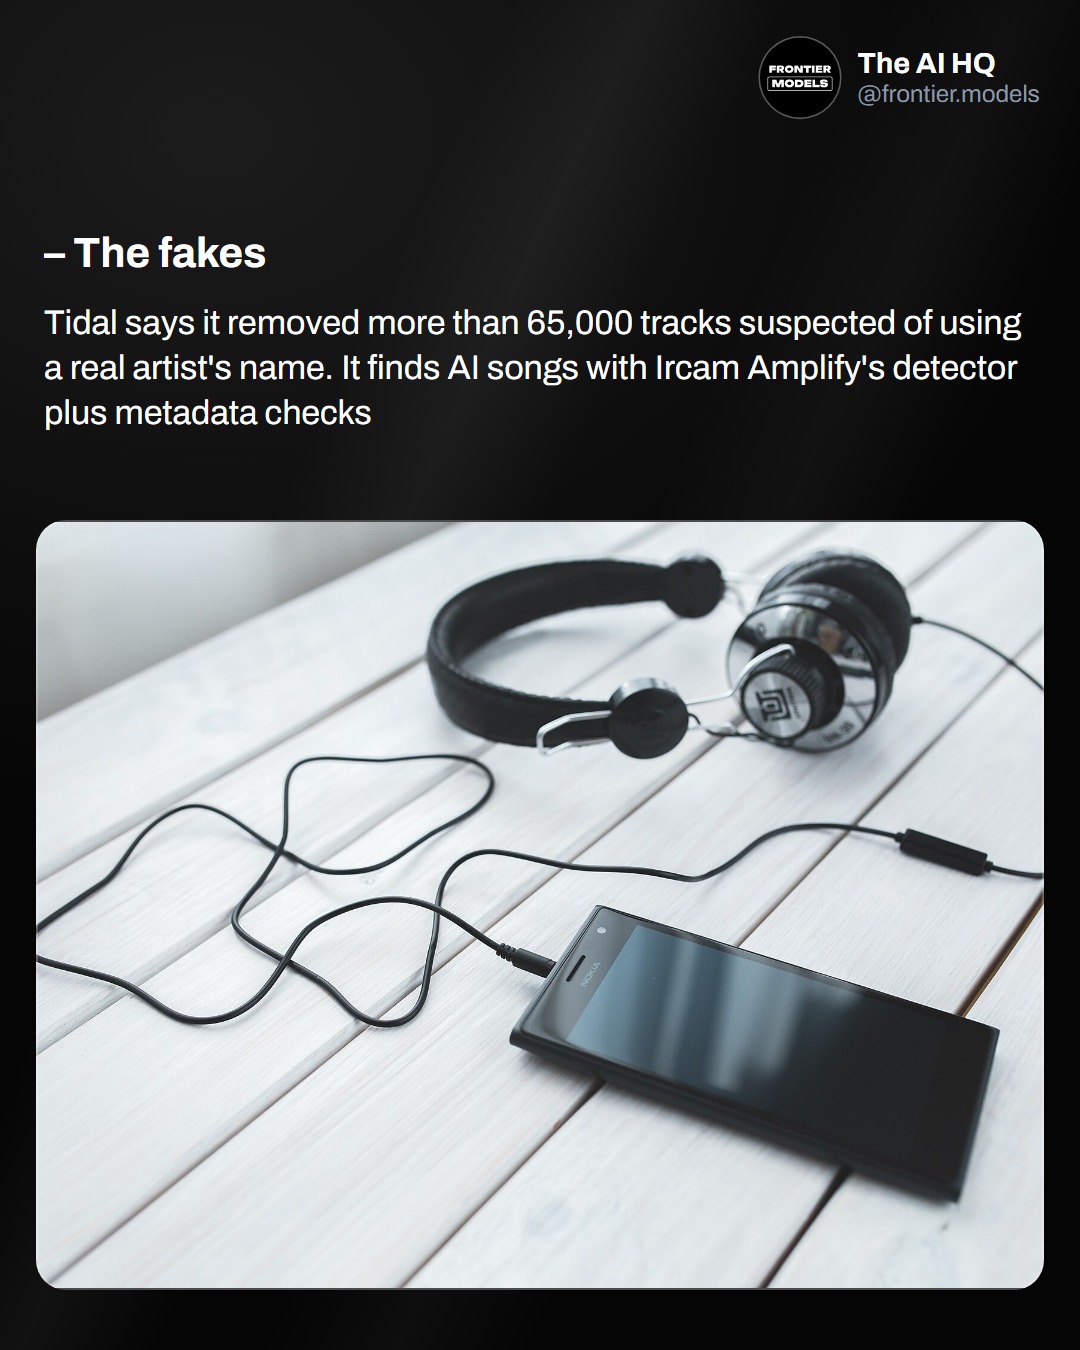 FRONTIER
MODELS
The AI HQ
@frontier.models
– The fakes
Tidal says it removed more than 65,000 tracks suspected of using
a real artist's name. It finds AI songs with Ircam Amplify's detector
plus metadata checks
NOKIA